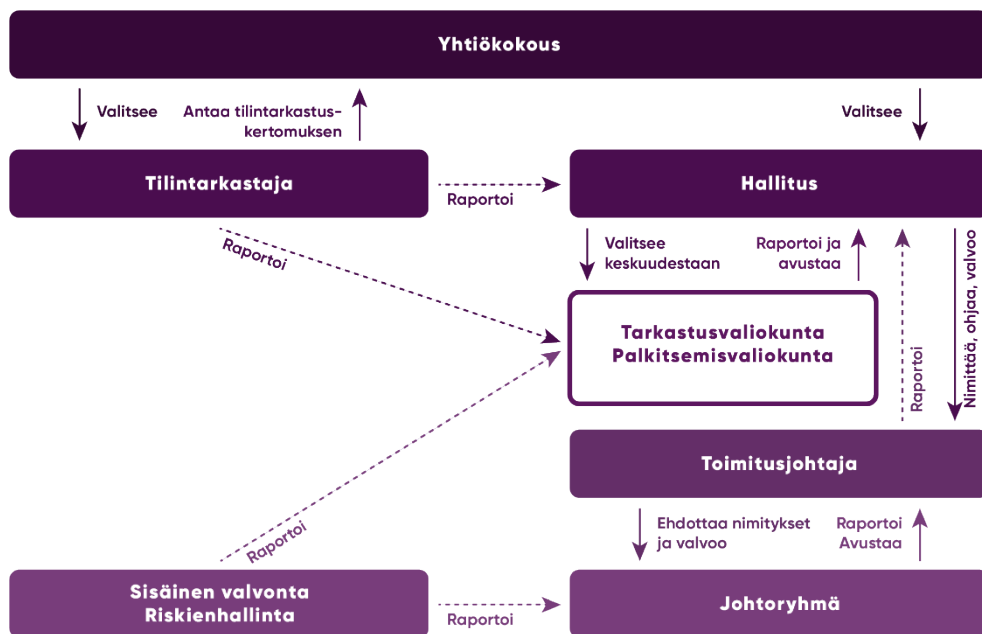 Yhtiökokous
Valitsee
Antaa tilintarkastus-
kertomuksen
Valitsee
Tilintarkastaja
Raportoi
Hallitus
Raportoi
Valitsee
keskuudestaan
Raportoi ja
avustaa
Nimittää, ohjaa, valvoo
Tarkastusvaliokunta
Palkitsemisvaliokunta
Raportoi
Toimitusjohtaja
Raportoi
Ehdottaa nimitykset
ja valvoo
Raportoi
Avustaa
Sisäinen valvonta
Riskienhallinta
Raportoi
Johtoryhmä